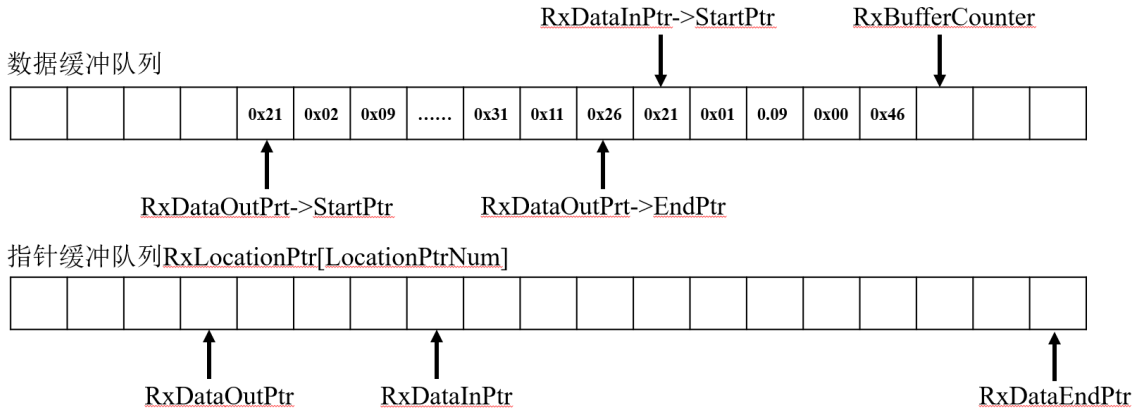 RxDataInPtr->StartPtr RxBufferCounter
数据缓冲队列
0x21 0x02 0x09 …… 0x31 0x11 0x26 0x21 0x01 0.09 0x00 0x46
RxDataOutPrt->StartPtr RxDataOutPrt->EndPtr
指针缓冲队列RxLocationPtr[LocationPtrNum]
RxDataOutPtr RxDataInPtr RxDataEndPtr